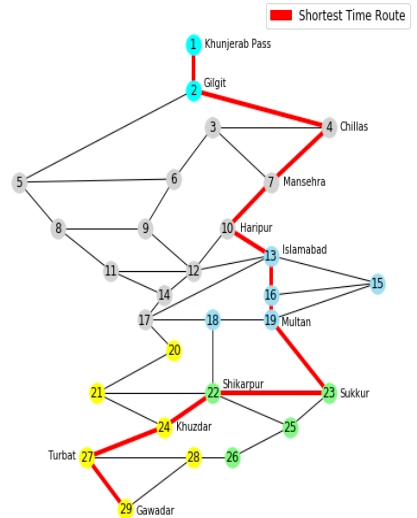 Shortest Time Route
1 Khunjerab Pass
2 Gilgit
3
4 Chillas
5
6
7 Mansehra
8
9
10 Haripur
11
12
13 Islamabad
14
15
16
17
18
19 Multan
20
21
22 Shikarpur
23 Sukkur
24 Khuzdar
25
26
Turbat 27
28
29 Gawadar